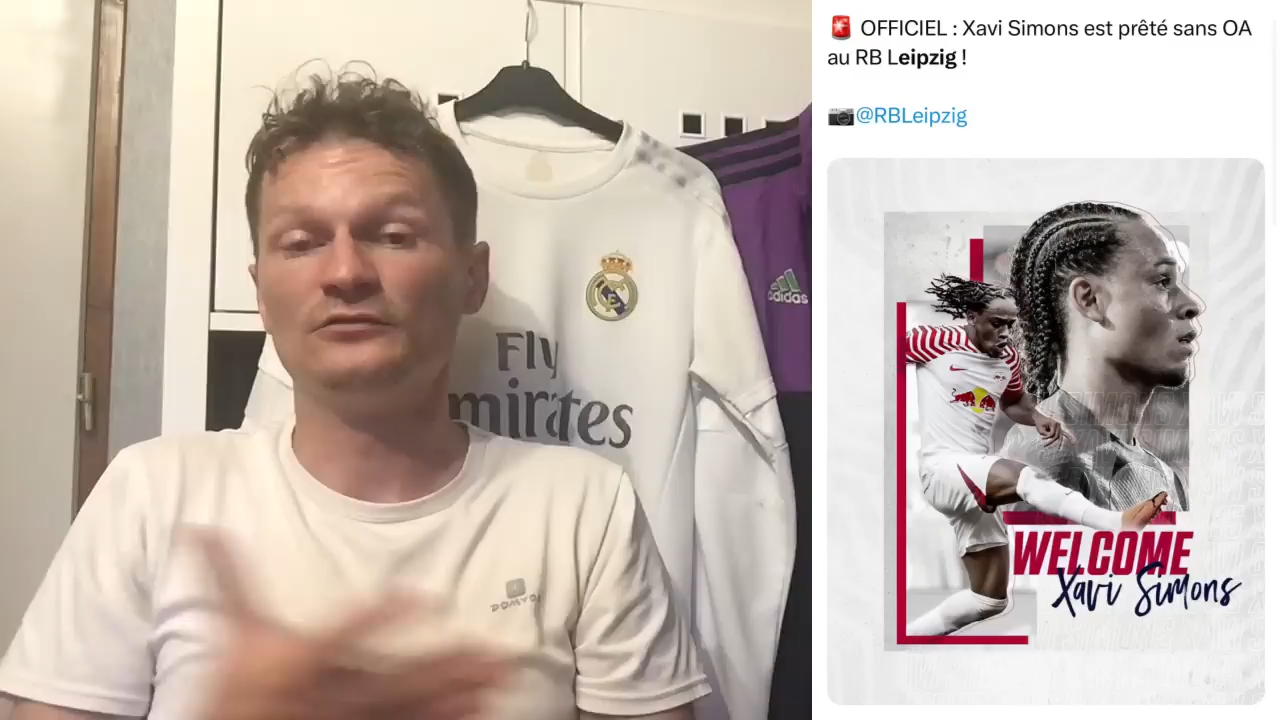 🚨 OFFICIEL : Xavi Simons est prêté sans OA
au RB Leipzig !
📷@RBLeipzig
Fly
Emirates
adidas
DOMYOS
WELCOME
Xavi Simons